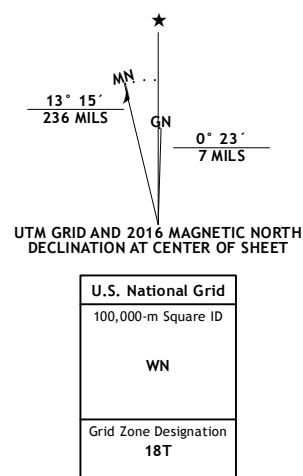 ★
MN
GN
13° 15´
236 MILS
0° 23´
7 MILS
UTM GRID AND 2016 MAGNETIC NORTH
DECLINATION AT CENTER OF SHEET
U.S. National Grid
100,000-m Square ID
WN
Grid Zone Designation
18T